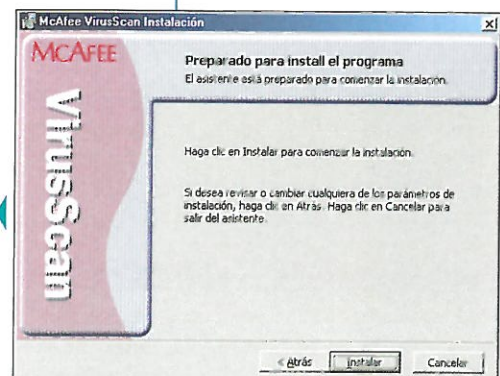 McAfee VirusScan Instalación
McAFEE
VirusScan
Preparado para install el programa
El asistente está preparado para comenzar la instalación.
Haga clic en Instalar para comenzar la instalación.
Si desea revisar o cambiar cualquiera de los parámetros de
instalación, haga clic en Atrás. Haga clic en Cancelar para
salir del asistente.
< Atrás
Instalar
Cancelar